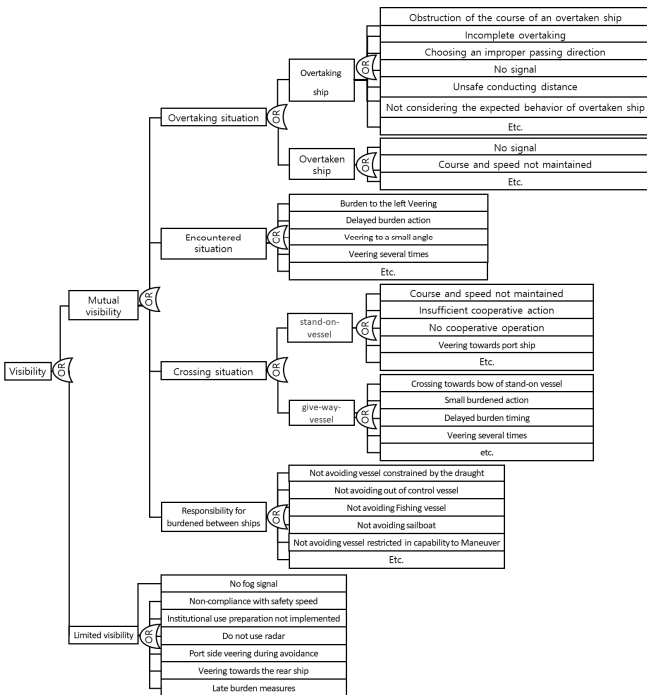 Obstruction of the course of an overtaken ship
Incomplete overtaking
Choosing an improper passing direction
No signal
Unsafe conducting distance
Not considering the expected behavior of overtaken ship
Etc.
Overtaking
ship
OR
Overtaking situation
OR
Overtaken
ship
OR
No signal
Course and speed not maintained
Etc.
Encountered
situation
OR
Burden to the left Veering
Delayed burden action
Veering to a small angle
Veering several times
Etc.
Mutual
visibility
OR
Visibility
OR
Crossing situation
OR
stand-on-
vessel
OR
Course and speed not maintained
Insufficient cooperative action
No cooperative operation
Veering towards port ship
Etc.
give-way-
vessel
OR
Crossing towards bow of stand-on vessel
Small burdened action
Delayed burden timing
Veering several times
etc.
Responsibility for
burdened between ships
OR
Not avoiding vessel constrained by the draught
Not avoiding out of control vessel
Not avoiding Fishing vessel
Not avoiding sailboat
Not avoiding vessel restricted in capability to Maneuver
Etc.
Limited visibility
OR
No fog signal
Non-compliance with safety speed
Institutional use preparation not implemented
Do not use radar
Port side veering during avoidance
Veering towards the rear ship
Late burden measures